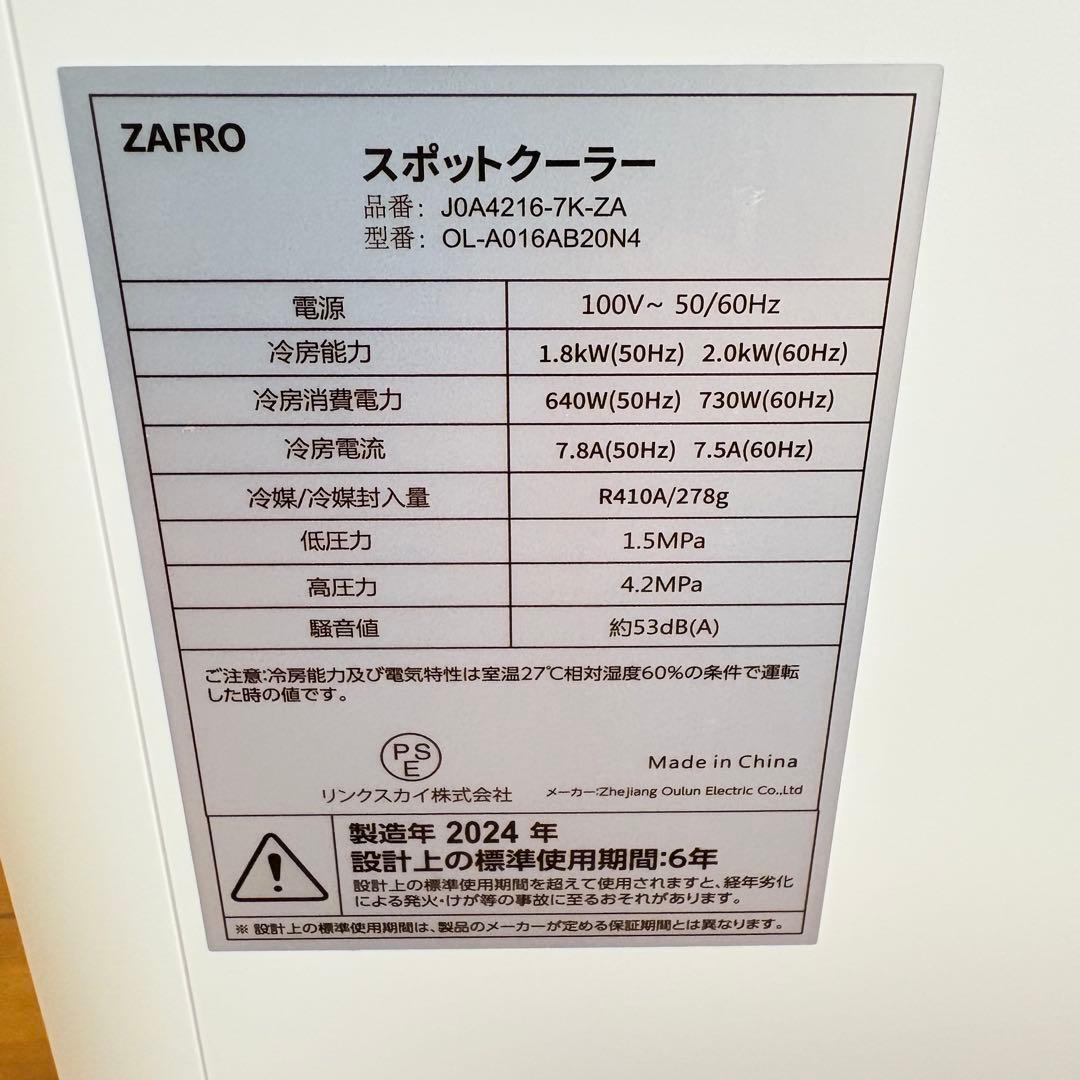 ZAFRO
スポットクーラー
品番: J0A4216-7K-ZA
型番: OL-A016AB20N4
電源 100V~ 50/60Hz
冷房能力 1.8kW(50Hz) 2.0kW(60Hz)
冷房消費電力 640W(50Hz) 730W(60Hz)
冷房電流 7.8A(50Hz) 7.5A(60Hz)
冷媒/冷媒封入量 R410A/278g
低圧力 1.5MPa
高圧力 4.2MPa
騒音値 約53dB(A)
ご注意:冷房能力及び電気特性は室温27℃相対湿度60%の条件で運転
した時の値です。
PSE
リンクスカイ株式会社
Made in China
メーカー:Zhejiang Oulun Electric Co.,Ltd
製造年 2024 年
設計上の標準使用期間:6年
設計上の標準使用期間を超えて使用されますと、経年劣化
による発火・けが等の事故に至るおそれがあります。
※ 設計上の標準使用期間は、製品のメーカーが定める保証期間とは異なります。